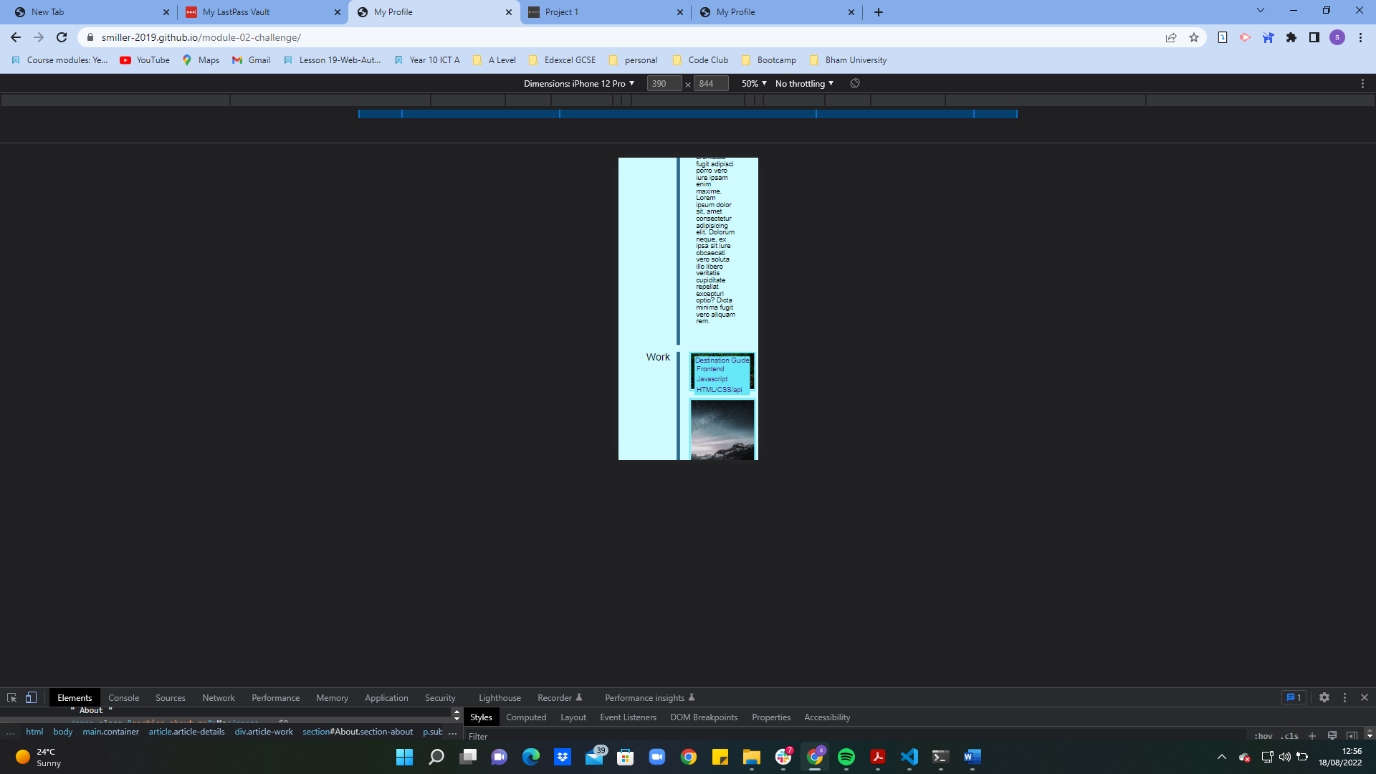 New Tab
My LastPass Vault
My Profile
Project 1
My Profile
smiller-2019.github.io/module-02-challenge/
S
Course modules: Ye...
YouTube
Maps
Gmail
Lesson 19-Web-Aut...
Year 10 ICT A
A Level
Edexcel GCSE
personal
Code Club
Bootcamp
Bham University
Dimensions: iPhone 12 Pro
390 × 844
50%
No throttling
fugit adipisci
porro vero
iure ipsam
enim
maxime.
Lorem
ipsum dolor
sit, amet
consectetur
adipisicing
elit. Dolorum
neque, ex
ipsa sit iure
obcaecati
vero soluta
illo libero
veritatis
cupiditate
repellat
excepturi
optio? Dicta
minima fugit
vero aliquam
rem.
Work
Destination Guide
Frontend
Javascript
HTML/CSS/api
Elements
Console
Sources
Network
Performance
Memory
Application
Security
Lighthouse
Recorder
Performance insights
1
" About "
Styles
Computed
Layout
Event Listeners
DOM Breakpoints
Properties
Accessibility
... html body main.container article.article-details div.article-work section#About.section-about p.sub ...
Filter
:hov .cls
24°C
Sunny
39
7
9
12:56
18/08/2022